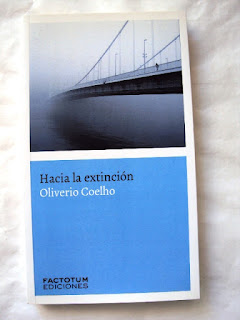 Hacia la extinción
Oliverio Coelho
FACTOTUM
EDICIONES